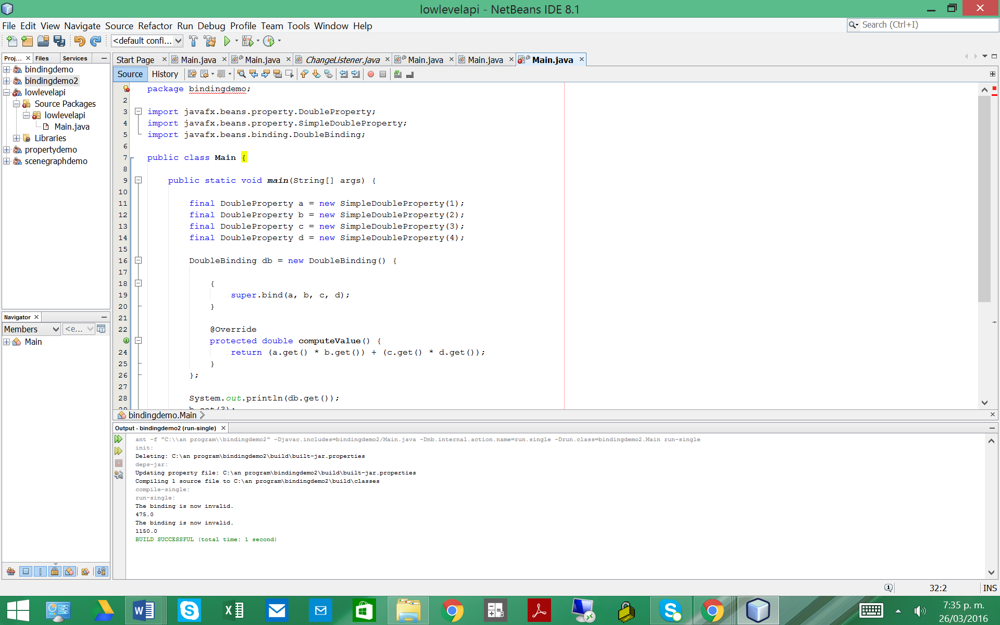 lowlevelapi - NetBeans IDE 8.1
File Edit View Navigate Source Refactor Run Debug Profile Team Tools Window Help
Search (Ctrl+I)
<default confi...
Proj... Files Services
Start Page Main.java Main.java ChangeListener.java Main.java Main.java Main.java
Source History
bindingdemo
bindingdemo2
lowlevelapi
Source Packages
lowlevelapi
Main.java
Libraries
propertydemo
scenegraphdemo
Navigator
Members <e...
Main
package bindingdemo;
2
3 import javafx.beans.property.DoubleProperty;
4 import javafx.beans.property.SimpleDoubleProperty;
5 import javafx.beans.binding.DoubleBinding;
6
7 public class Main {
8
9 public static void main(String[] args) {
10
11 final DoubleProperty a = new SimpleDoubleProperty(1);
12 final DoubleProperty b = new SimpleDoubleProperty(2);
13 final DoubleProperty c = new SimpleDoubleProperty(3);
14 final DoubleProperty d = new SimpleDoubleProperty(4);
15
16 DoubleBinding db = new DoubleBinding() {
17
18 {
19 super.bind(a, b, c, d);
20 }
21
22 @Override
protected double computeValue() {
24 return (a.get() * b.get()) + (c.get() * d.get());
25 }
26 };
27
28 System.out.println(db.get());
29 b.set(3);
bindingdemo.Main
Output - bindingdemo2 (run-single)
ant -f "C:\\an program\\bindingdemo2" -Djavac.includes=bindingdemo2/Main.java -Dnb.internal.action.name=run.single -Drun.class=bindingdemo2.Main run-single
init:
Deleting: C:\an program\bindingdemo2\build\built-jar.properties
deps-jar:
Updating property file: C:\an program\bindingdemo2\build\built-jar.properties
Compiling 1 source file to C:\an program\bindingdemo2\build\classes
compile-single:
run-single:
The binding is now invalid.
475.0
The binding is now invalid.
1150.0
BUILD SUCCESSFUL (total time: 1 second)
32:2 INS
7:35 p. m.
26/03/2016